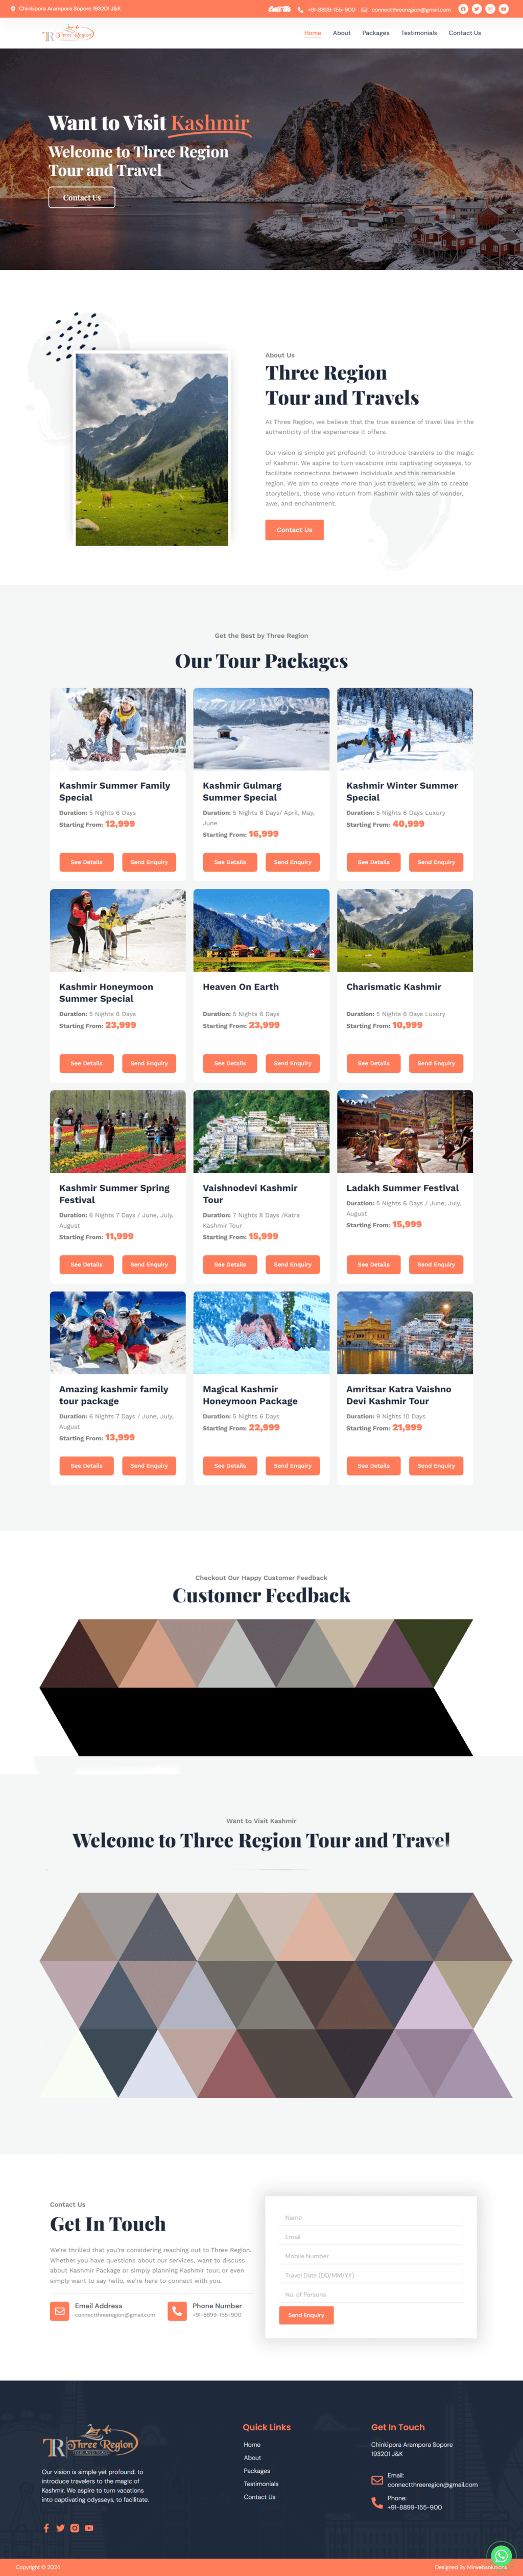 Chinkipora Arampora Sopore 193201 J&K
+91-8899-155-900
connectthreeregion@gmail.com
Three Region
Home
About
Packages
Testimonials
Contact Us
Want to Visit Kashmir
Welcome to Three Region
Tour and Travel
Contact Us
About Us
Three Region
Tour and Travels
At Three Region, we believe that the true essence of travel lies in the
authenticity of the experiences it offers.
Our vision is simple yet profound: to introduce travelers to the magic
of Kashmir. We aspire to turn vacations into captivating odysseys, to
facilitate connections between individuals and this remarkable
region. We aim to create more than just travelers; we aim to create
storytellers, those who return from Kashmir with tales of wonder,
awe, and enchantment.
Contact Us
Get the Best by Three Region
Our Tour Packages
Kashmir Summer Family
Special
Duration: 5 Nights 6 Days
Starting From: 12,999
See Details
Send Enquiry
Kashmir Gulmarg
Summer Special
Duration: 5 Nights 6 Days/ April, May,
June
Starting From: 16,999
See Details
Send Enquiry
Kashmir Winter Summer
Special
Duration: 5 Nights 6 Days Luxury
Starting From: 40,999
See Details
Send Enquiry
Kashmir Honeymoon
Summer Special
Duration: 5 Nights 6 Days
Starting From: 23,999
See Details
Send Enquiry
Heaven On Earth
Duration: 5 Nights 6 Days
Starting From: 23,999
See Details
Send Enquiry
Charismatic Kashmir
Duration: 5 Nights 6 Days Luxury
Starting From: 10,999
See Details
Send Enquiry
Kashmir Summer Spring
Festival
Duration: 6 Nights 7 Days / June, July,
August
Starting From: 11,999
See Details
Send Enquiry
Vaishnodevi Kashmir
Tour
Duration: 7 Nights 8 Days /Katra
Kashmir Tour
Starting From: 15,999
See Details
Send Enquiry
Ladakh Summer Festival
Duration: 5 Nights 6 Days / June, July,
August
Starting From: 15,999
See Details
Send Enquiry
Amazing kashmir family
tour package
Duration: 6 Nights 7 Days / June, July,
August
Starting From: 13,999
See Details
Send Enquiry
Magical Kashmir
Honeymoon Package
Duration: 5 Nights 6 Days
Starting From: 22,999
See Details
Send Enquiry
Amritsar Katra Vaishno
Devi Kashmir Tour
Duration: 9 Nights 10 Days
Starting From: 21,999
See Details
Send Enquiry
Checkout Our Happy Customer Feedback
Customer Feedback
Want to Visit Kashmir
Welcome to Three Region Tour and Travel
Contact Us
Get In Touch
We're thrilled that you're considering reaching out to Three Region.
Whether you have questions about our services, want to discuss
about Kashmir Package or simply planning Kashmir tour, or even
simply want to say hello, we're here to connect with you.
Email Address
connectthreeregion@gmail.com
Phone Number
+91-8899-155-900
Name
Email
Mobile Number
Travel Date (DD/MM/YY)
No. of Persons
Send Enquiry
TR Three Region
Our vision is simple yet profound: to
introduce travelers to the magic of
Kashmir. We aspire to turn vacations
into captivating odysseys, to facilitate.
Quick Links
Home
About
Packages
Testimonials
Contact Us
Get In Touch
Chinkipora Arampora Sopore
193201 J&K
Email:
connectthreeregion@gmail.com
Phone:
+91-8899-155-900
Copyright © 2024
Designed By